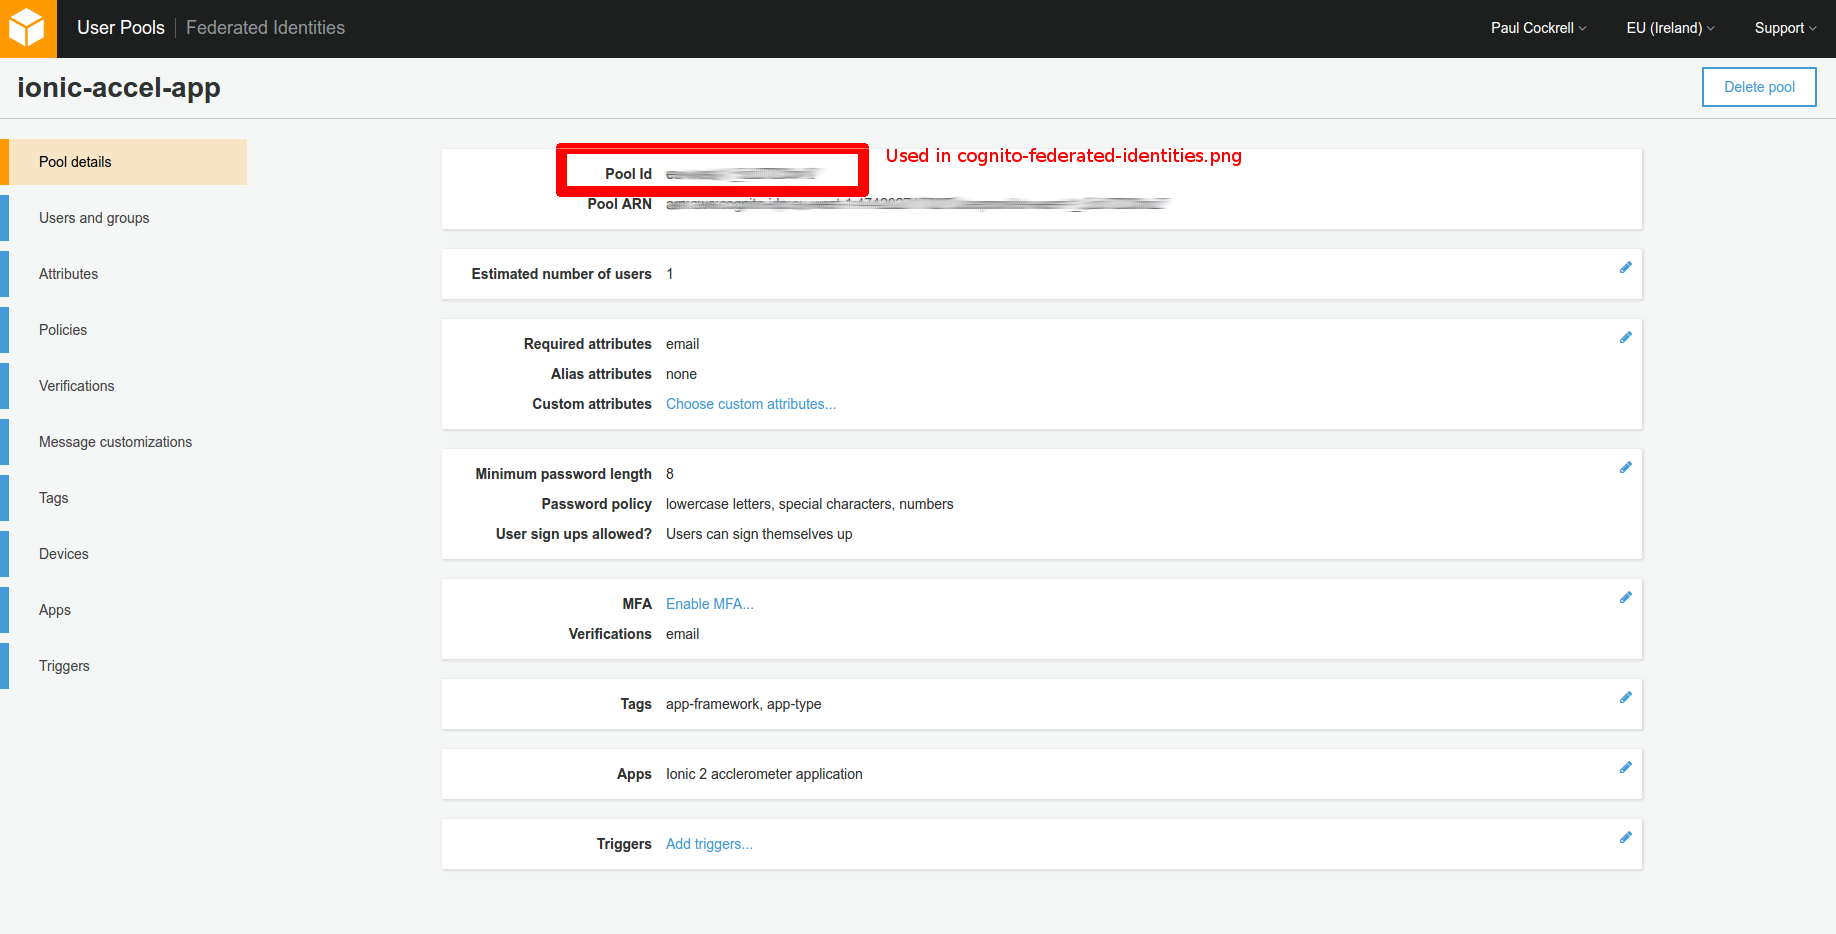 User Pools | Federated Identities
Paul Cockrell EU (Ireland) Support
ionic-accel-app
Delete pool
Pool details
Users and groups
Attributes
Policies
Verifications
Message customizations
Tags
Devices
Apps
Triggers
Pool Id
Used in cognito-federated-identities.png
Pool ARN
Estimated number of users 1
Required attributes email
Alias attributes none
Custom attributes Choose custom attributes...
Minimum password length 8
Password policy lowercase letters, special characters, numbers
User sign ups allowed? Users can sign themselves up
MFA Enable MFA...
Verifications email
Tags app-framework, app-type
Apps Ionic 2 acclerometer application
Triggers Add triggers...